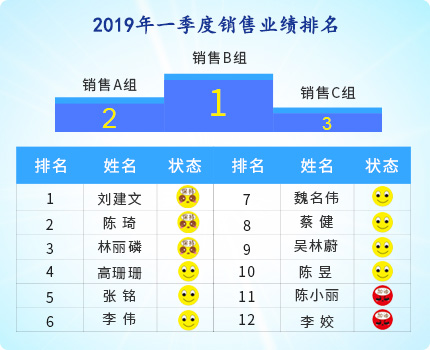 2019年一季度销售业绩排名
销售B组
销售A组
销售C组
1
2
3
排名 姓名 状态 排名 姓名 状态
1 刘建文 7 魏名伟
2 陈 琦 8 蔡 健
3 林丽磷 9 吴林蔚
4 高珊珊 10 陈 昱
5 张 铭 11 陈小丽
6 李 伟 12 李 姣